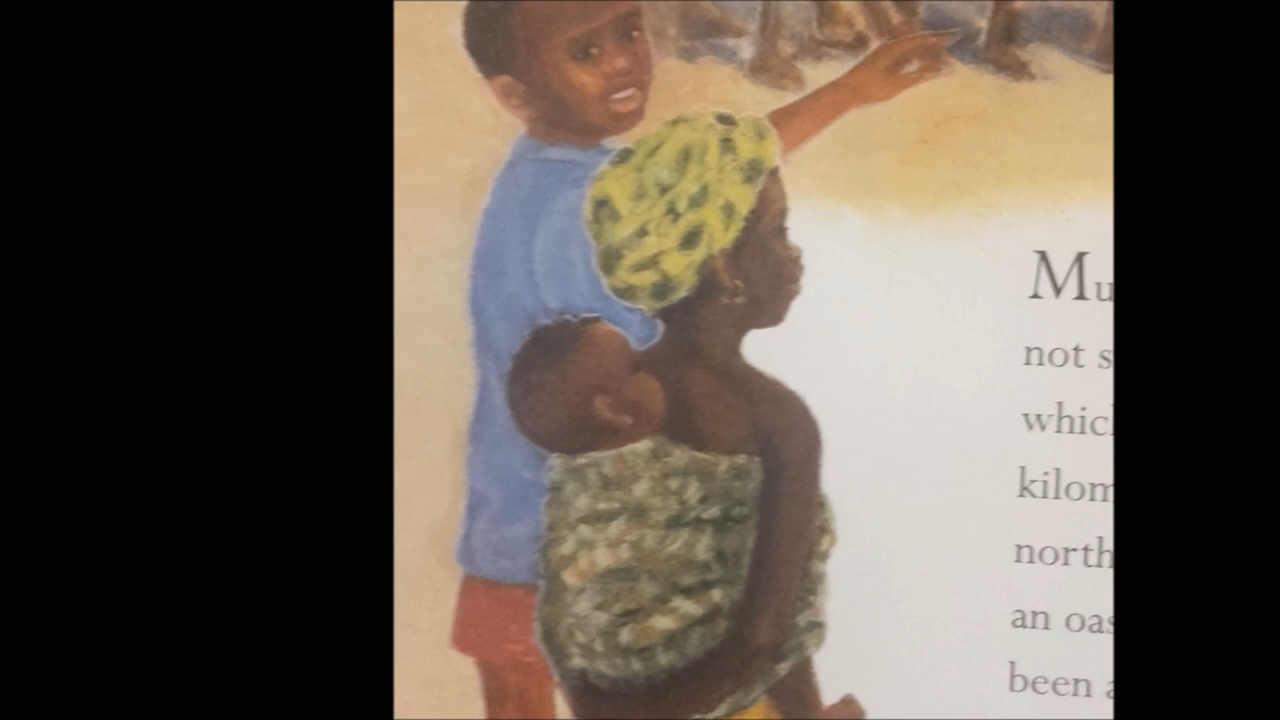 Mu
not s
which
kilom
north
an oas
been a